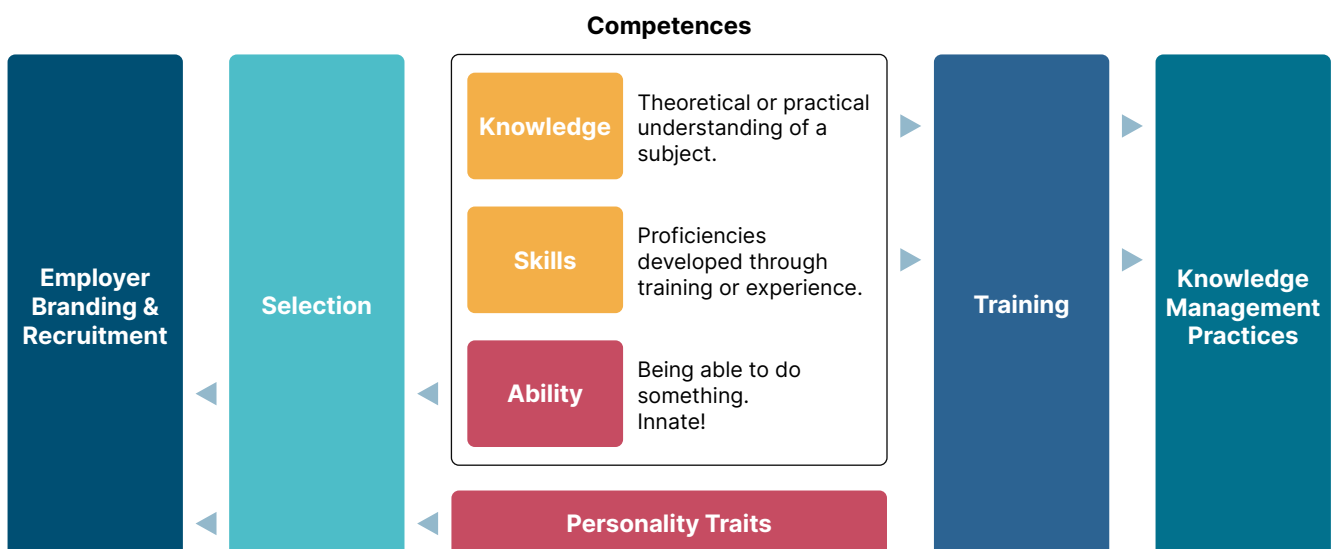 Competences
Employer
Branding &
Recruitment
Selection
Knowledge
Theoretical or practical
understanding of a
subject.
Skills
Proficiencies
developed through
training or experience.
Ability
Being able to do
something.
Innate!
Personality Traits
Training
Knowledge
Management
Practices